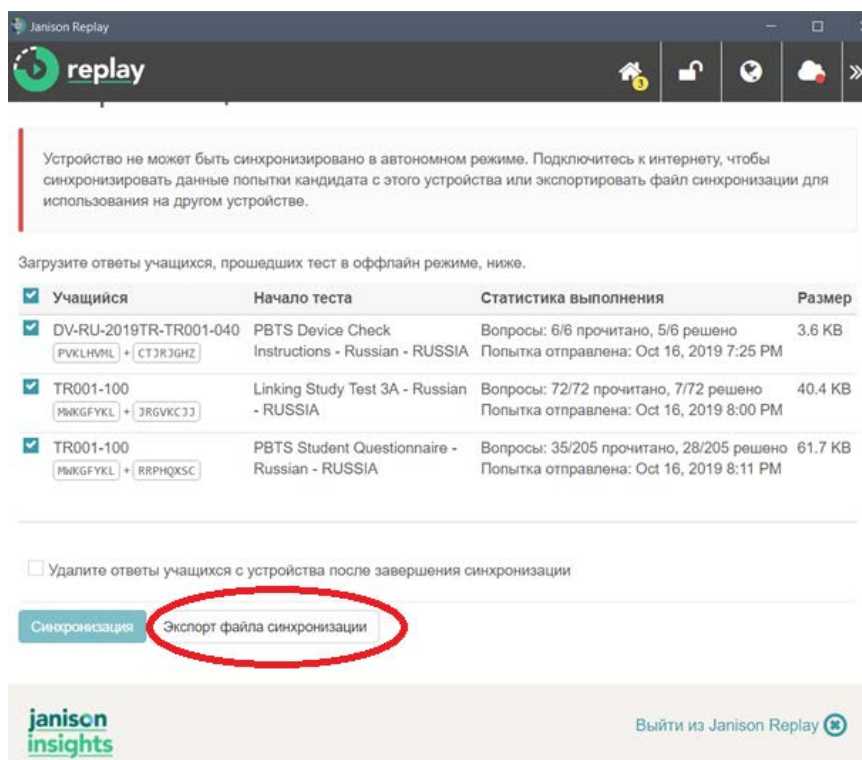 Janison Replay
replay
3
Устройство не может быть синхронизировано в автономном режиме. Подключитесь к интернету, чтобы
синхронизировать данные попытки кандидата с этого устройства или экспортировать файл синхронизации для
использования на другом устройстве.
Загрузите ответы учащихся, прошедших тест в оффлайн режиме, ниже.
Учащийся Начало теста Статистика выполнения Размер
DV-RU-2019TR-TR001-040 PBTS Device Check Вопросы: 6/6 прочитано, 5/6 решено 3.6 KB
PVKLHVML + CTJRJGHZ Instructions - Russian - RUSSIA Попытка отправлена: Oct 16, 2019 7:25 PM
TR001-100 Linking Study Test 3A - Russian Вопросы: 72/72 прочитано, 7/72 решено 40.4 KB
MWKGFYKL + JRGVKCJJ - RUSSIA Попытка отправлена: Oct 16, 2019 8:00 PM
TR001-100 PBTS Student Questionnaire - Вопросы: 35/205 прочитано, 28/205 решено 61.7 KB
MWKGFYKL + RRPHQXSC Russian - RUSSIA Попытка отправлена: Oct 16, 2019 8:11 PM
Удалите ответы учащихся с устройства после завершения синхронизации
Синхронизация Экспорт файла синхронизации
janison
insights
Выйти из Janison Replay